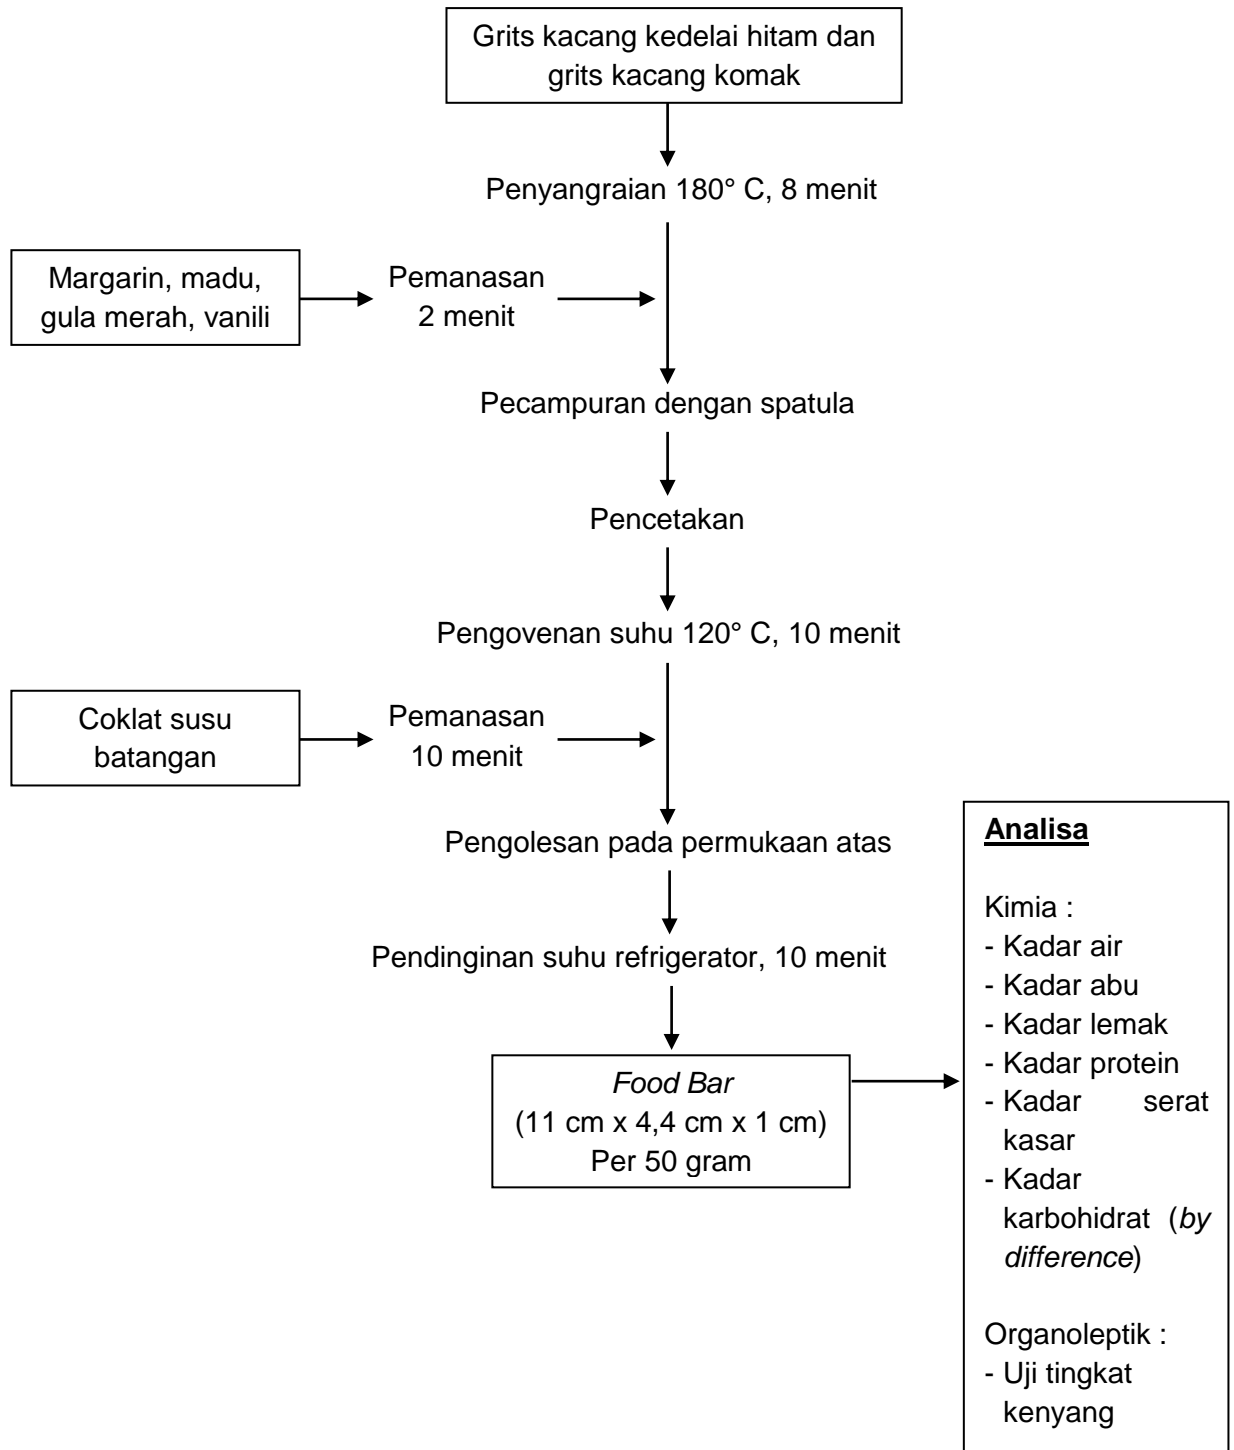 Grits kacang kedelai hitam dan
grits kacang komak
Penyangraian 180° C, 8 menit
Margarin, madu,
gula merah, vanili
Pemanasan
2 menit
Pecampuran dengan spatula
Pencetakan
Pengovenan suhu 120° C, 10 menit
Coklat susu
batangan
Pemanasan
10 menit
Pengolesan pada permukaan atas
Pendinginan suhu refrigerator, 10 menit
Food Bar
(11 cm x 4,4 cm x 1 cm)
Per 50 gram
Analisa
Kimia :
- Kadar air
- Kadar abu
- Kadar lemak
- Kadar protein
- Kadar serat
kasar
- Kadar
karbohidrat (by
difference)
Organoleptik :
- Uji tingkat
kenyang